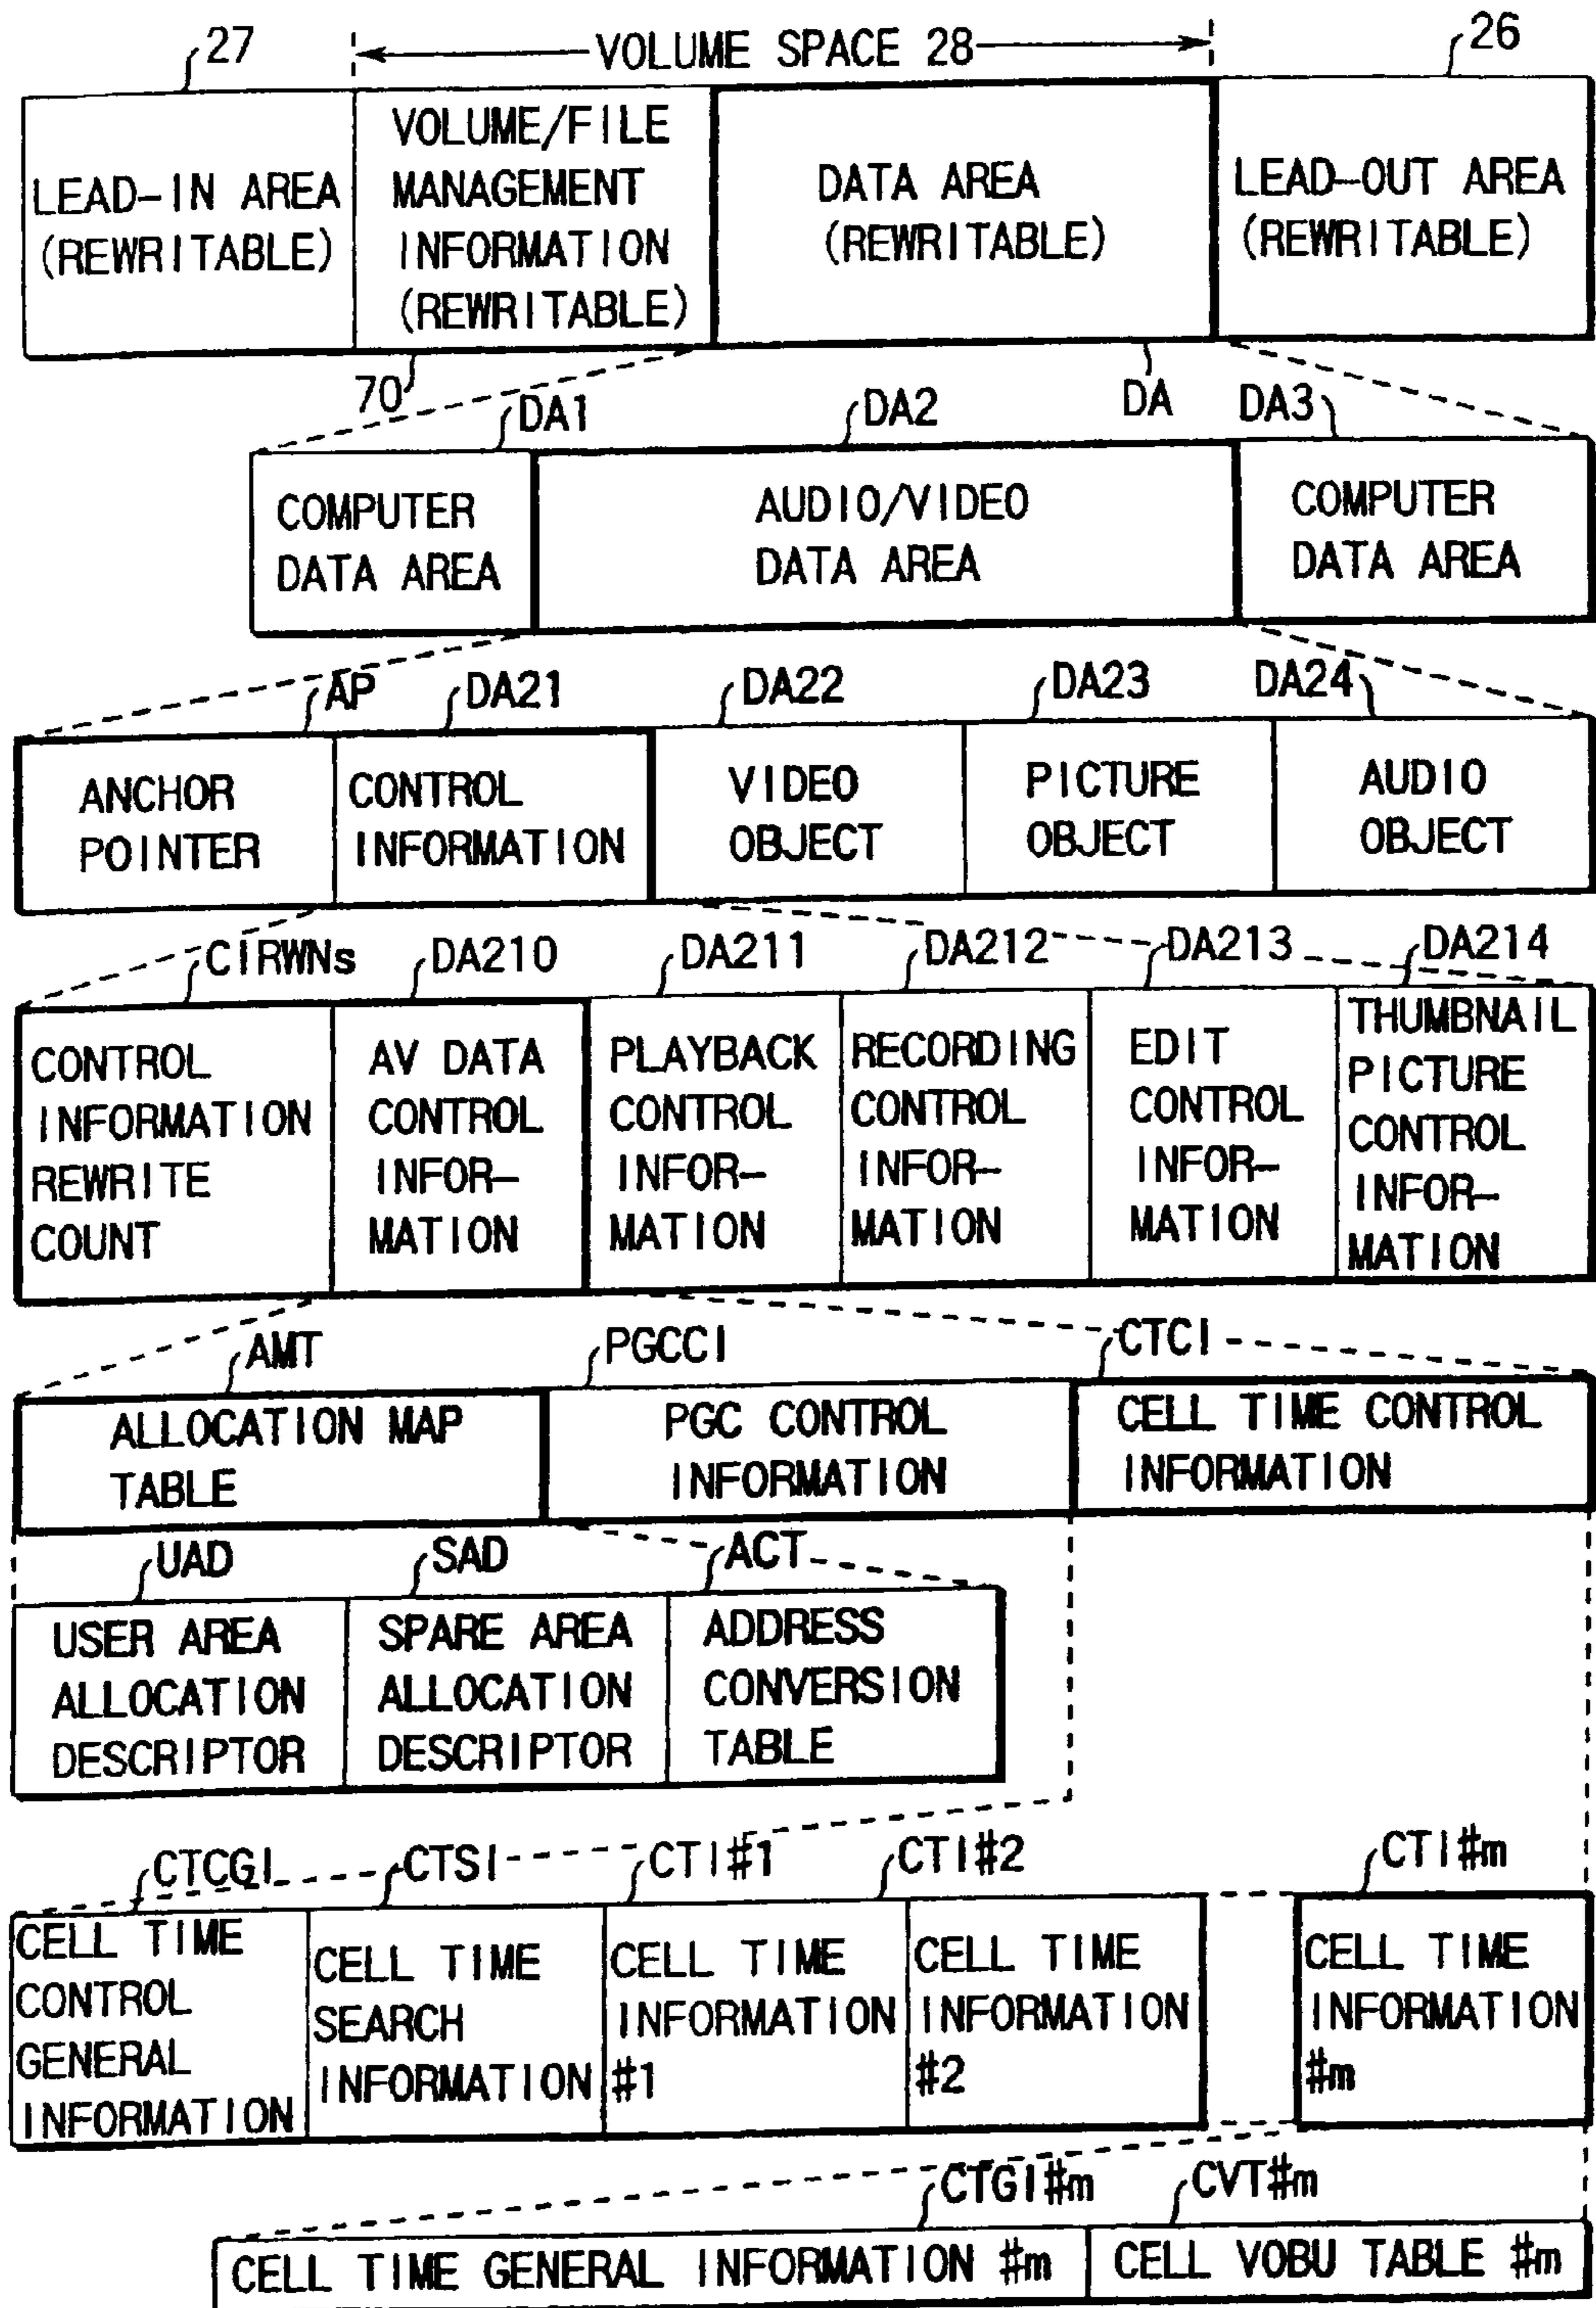 27
VOLUME SPACE 28
26
LEAD-IN AREA
(REWRITABLE)
VOLUME/FILE
MANAGEMENT
INFORMATION
(REWRITABLE)
DATA AREA
(REWRITABLE)
LEAD-OUT AREA
(REWRITABLE)
70
DA
DA1
DA2
DA3
COMPUTER
DATA AREA
AUDIO/VIDEO
DATA AREA
COMPUTER
DATA AREA
AP
DA21
DA22
DA23
DA24
ANCHOR
POINTER
CONTROL
INFORMATION
VIDEO
OBJECT
PICTURE
OBJECT
AUDIO
OBJECT
CIRWNs
DA210
DA211
DA212
DA213
DA214
CONTROL
INFORMATION
REWRITE
COUNT
AV DATA
CONTROL
INFOR-
MATION
PLAYBACK
CONTROL
INFOR-
MATION
RECORDING
CONTROL
INFOR-
MATION
EDIT
CONTROL
INFOR-
MATION
THUMBNAIL
PICTURE
CONTROL
INFOR-
MATION
AMT
PGCCI
CTCI
ALLOCATION MAP
TABLE
PGC CONTROL
INFORMATION
CELL TIME CONTROL
INFORMATION
UAD
SAD
ACT
USER AREA
ALLOCATION
DESCRIPTOR
SPARE AREA
ALLOCATION
DESCRIPTOR
ADDRESS
CONVERSION
TABLE
CTCGI
CTSI
CTI#1
CTI#2
CTI#m
CELL TIME
CONTROL
GENERAL
INFORMATION
CELL TIME
SEARCH
INFORMATION
CELL TIME
INFORMATION
#1
CELL TIME
INFORMATION
#2
CELL TIME
INFORMATION
#m
CTGI#m
CVT#m
CELL TIME GENERAL INFORMATION #m
CELL VOBU TABLE #m